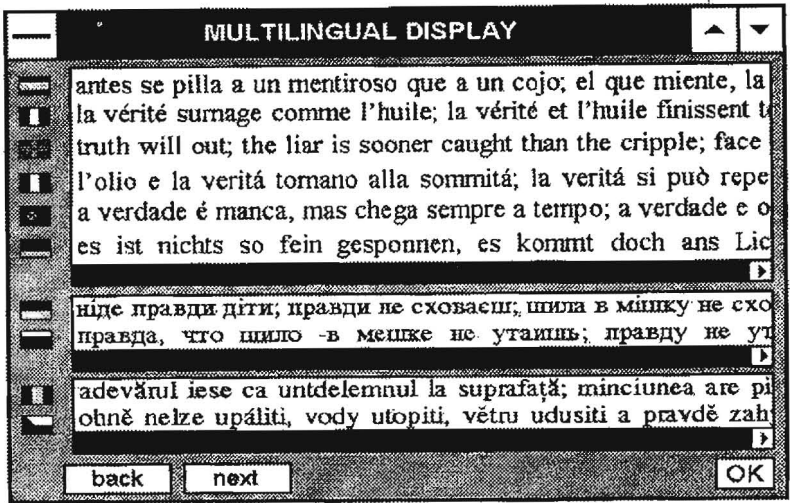 MULTILINGUAL DISPLAY
antes se pilla a un mentiroso que a un cojo; el que miente, la
la vérité surnage comme l'huile; la vérité et l'huile finissent
truth will out; the liar is sooner caught than the cripple; face
l'olio e la veritá tornano alla sommitá; la veritá si può repe
a verdade é manca, mas chega sempre a tempo; a verdade e o
es ist nichts so fein gesponnen, es kommt doch ans Lic
ніде правди діти; правди не сховаєш; шила в мішку не схо
правда, что шило -в мешке не утаишь; правду не ут
adevărul iese ca untdelemnul la suprafață; minciunea are pi
ohně nelze upáliti, vody utopiti, větru udusiti a pravdě zah
back next OK